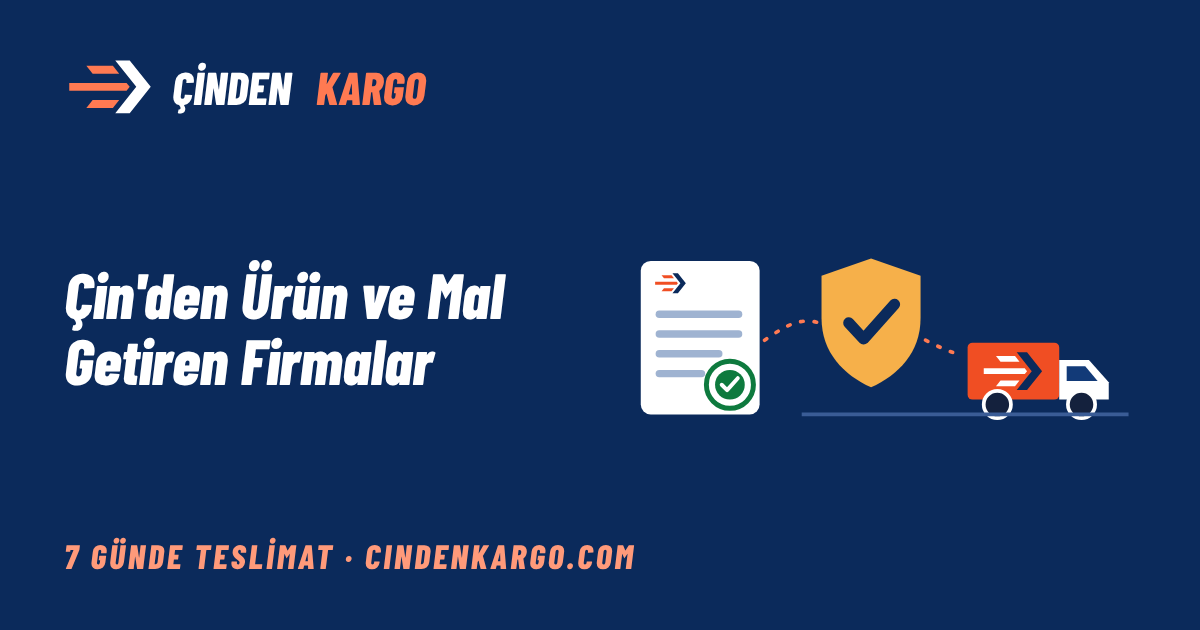 ÇİNDEN KARGO
Çin'den Ürün ve Mal
Getiren Firmalar
7 GÜNDE TESLİMAT · CINDENKARGO.COM